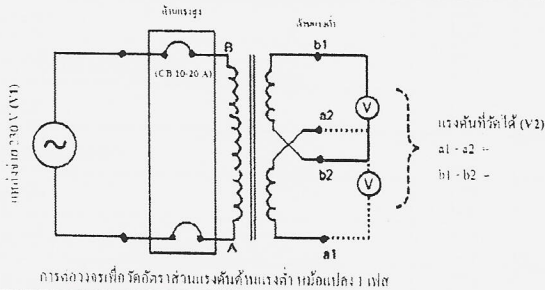 ด้านแรงสูง
ด้านแรงต่ำ
B
b1
(CB 10-20 A)
V
a2
แรงดันที่วัดได้ (V2)
a1 - a2 =
แหล่งจ่าย 230 V (V1)
b2
b1 - b2 =
V
A
a1
การต่อวงจรเพื่อวัดอัตราส่วนแรงดันด้านแรงต่ำ หม้อแปลง 1 เฟส